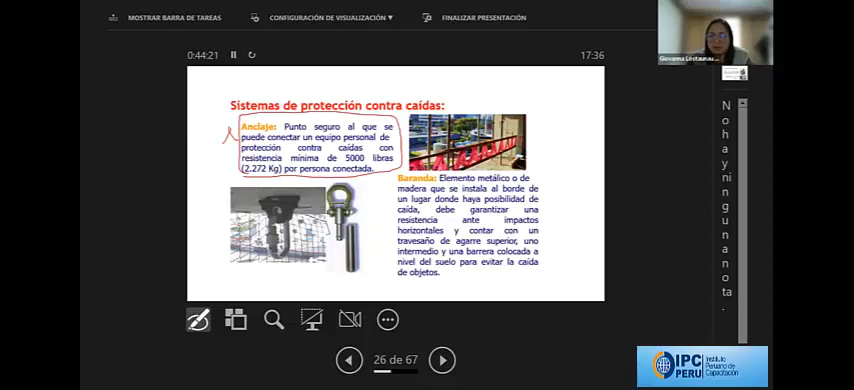 MOSTRAR BARRA DE TAREAS CONFIGURACIÓN DE VISUALIZACIÓN ▼ FINALIZAR PRESENTACIÓN
Giovanna Lostaunau ...
0:44:21 17:36
Sistemas de protección contra caídas:
Anclaje: Punto seguro al que se
puede conectar un equipo personal de
protección contra caídas con
resistencia mínima de 5000 libras
(2.272 Kg) por persona conectada.
Baranda: Elemento metálico o de
madera que se instala al borde de
un lugar donde haya posibilidad de
caída, debe garantizar una
resistencia ante impactos
horizontales y contar con un
travesaño de agarre superior, uno
intermedio y una barrera colocada a
nivel del suelo para evitar la caída
de objetos.
N
o h
a y
ni
n g
u n
a n
o ta
.
26 de 67
IPC PERU
Instituto
Peruano de
Capacitación